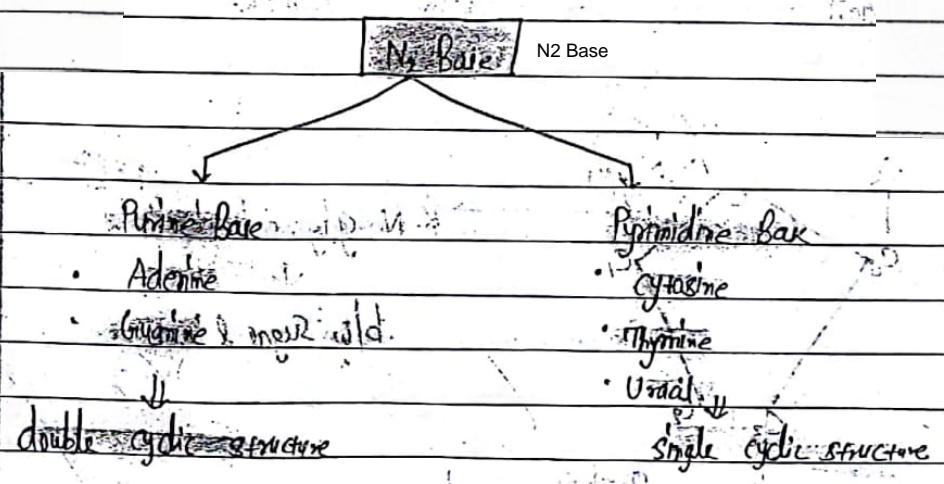 N2 Base N2 Base
Purine Base
Pyrimidine Base
• Adenine
• Cytosine
• Guanine
• Thymine
• Uracil
double cyclic structure
single cyclic structure